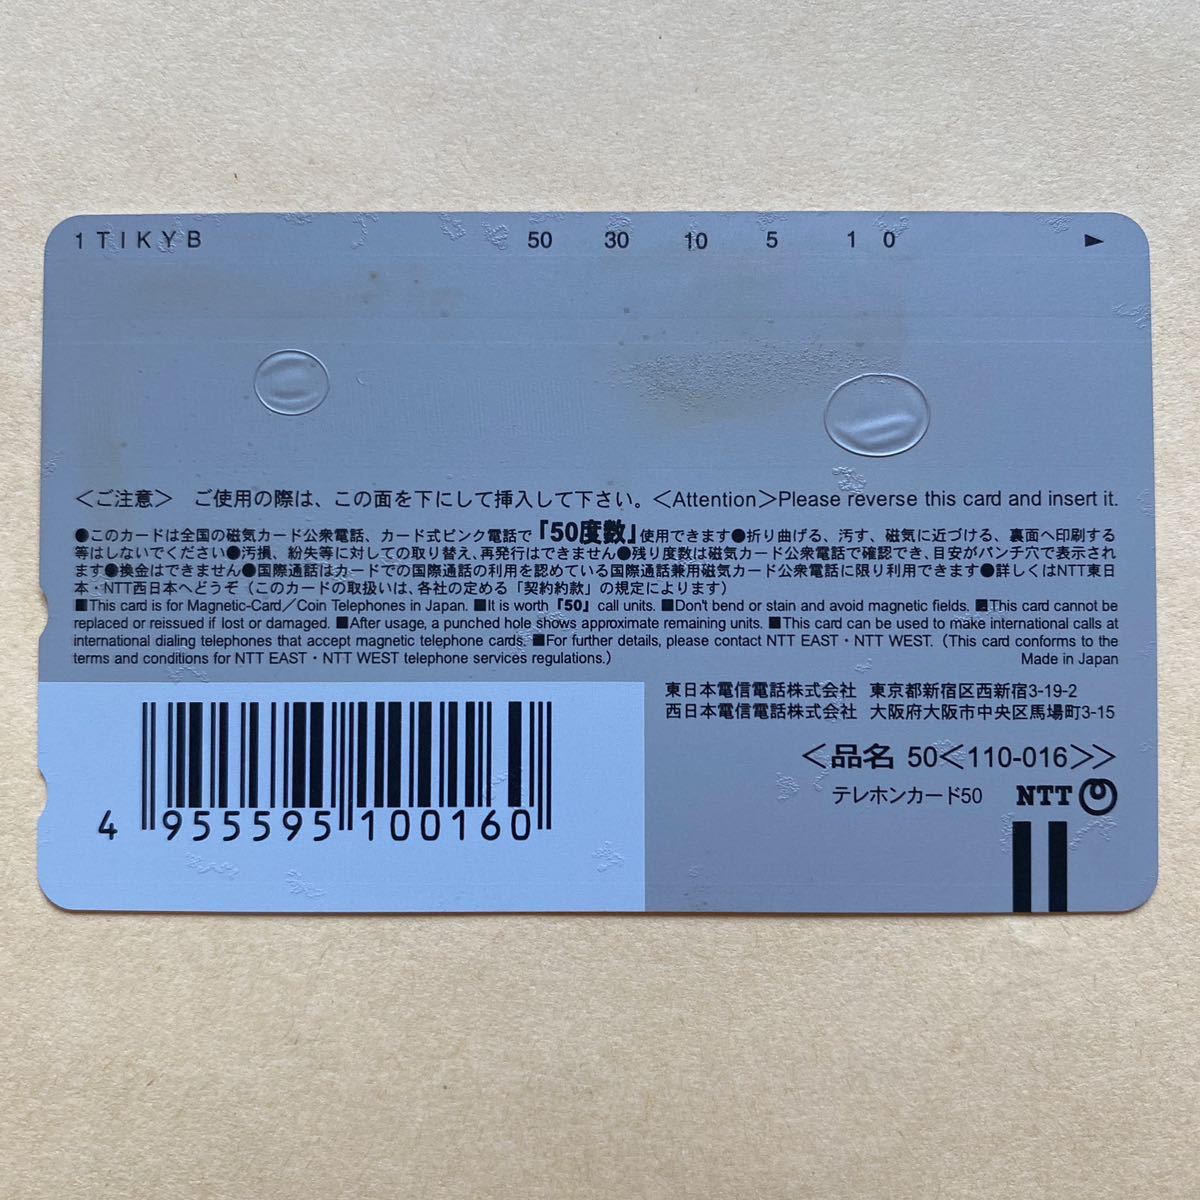 1 T I K Y B 50 30 10 5 1 0 ►
<ご注意> ご使用の際は、この面を下にして挿入して下さい。<Attention>Please reverse this card and insert it.
●このカードは全国の磁気カード公衆電話、カード式ピンク電話で『50度数』使用できます●折り曲げる、汚す、磁気に近づける、裏面へ印刷する
等はしないでください●汚損、紛失等に対しての取り替え、再発行はできません●残り度数は磁気カード公衆電話で確認でき、目安がパンチ穴で表示され
ます●換金はできません●国際通話はカードでの国際通話の利用を認めている国際通話兼用磁気カード公衆電話に限り利用できます●詳しくはNTT東日
本・NTT西日本へどうぞ（このカードの取扱いは、各社の定める「契約約款」の規定によります）
■This card is for Magnetic-Card／Coin Telephones in Japan. ■It is worth『50』call units. ■Don't bend or stain and avoid magnetic fields. ■This card cannot be
replaced or reissued if lost or damaged. ■After usage, a punched hole shows approximate remaining units. ■This card can be used to make international calls at
international dialing telephones that accept magnetic telephone cards. ■For further details, please contact NTT EAST・NTT WEST.（This card conforms to the
terms and conditions for NTT EAST・NTT WEST telephone services regulations.） Made in Japan
東日本電信電話株式会社 東京都新宿区西新宿3-19-2
西日本電信電話株式会社 大阪府大阪市中央区馬場町3-15
<品名 50<110-016>>
テレホンカード50 NTT
4 955595 100160